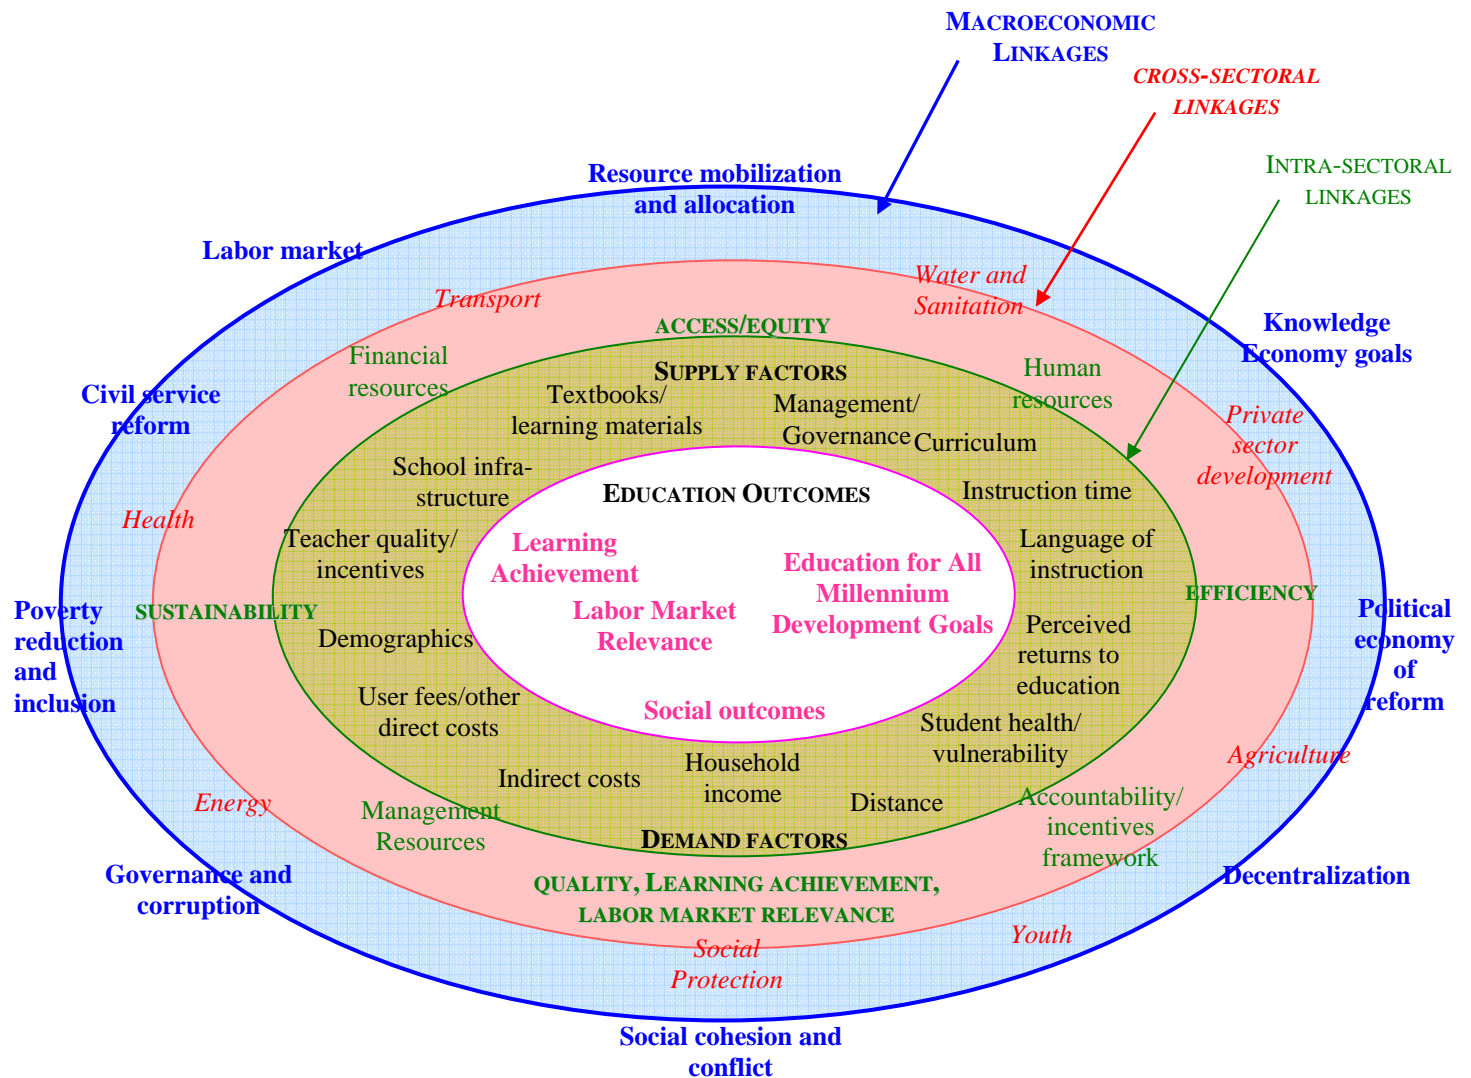 MACROECONOMIC
LINKAGES
CROSS-SECTORAL
LINKAGES
INTRA-SECTORAL
LINKAGES
Resource mobilization
and allocation
Labor market
Knowledge
Economy goals
Civil service
reform
Poverty
reduction
and
inclusion
Political
economy
of
reform
Governance and
corruption
Decentralization
Social cohesion and
conflict
Transport
Water and
Sanitation
Private
sector
development
Health
Energy
Agriculture
Youth
Social
Protection
ACCESS/EQUITY
Financial
resources
Human
resources
SUSTAINABILITY
EFFICIENCY
Management
Resources
Accountability/
incentives
framework
QUALITY, LEARNING ACHIEVEMENT,
LABOR MARKET RELEVANCE
SUPPLY FACTORS
Textbooks/
learning materials
Management/
Governance
Curriculum
School infra-
structure
Instruction time
Teacher quality/
incentives
Language of
instruction
Demographics
Perceived
returns to
education
User fees/other
direct costs
Student health/
vulnerability
Indirect costs
Household
income
Distance
DEMAND FACTORS
EDUCATION OUTCOMES
Learning
Achievement
Education for All
Millennium
Development Goals
Labor Market
Relevance
Social outcomes